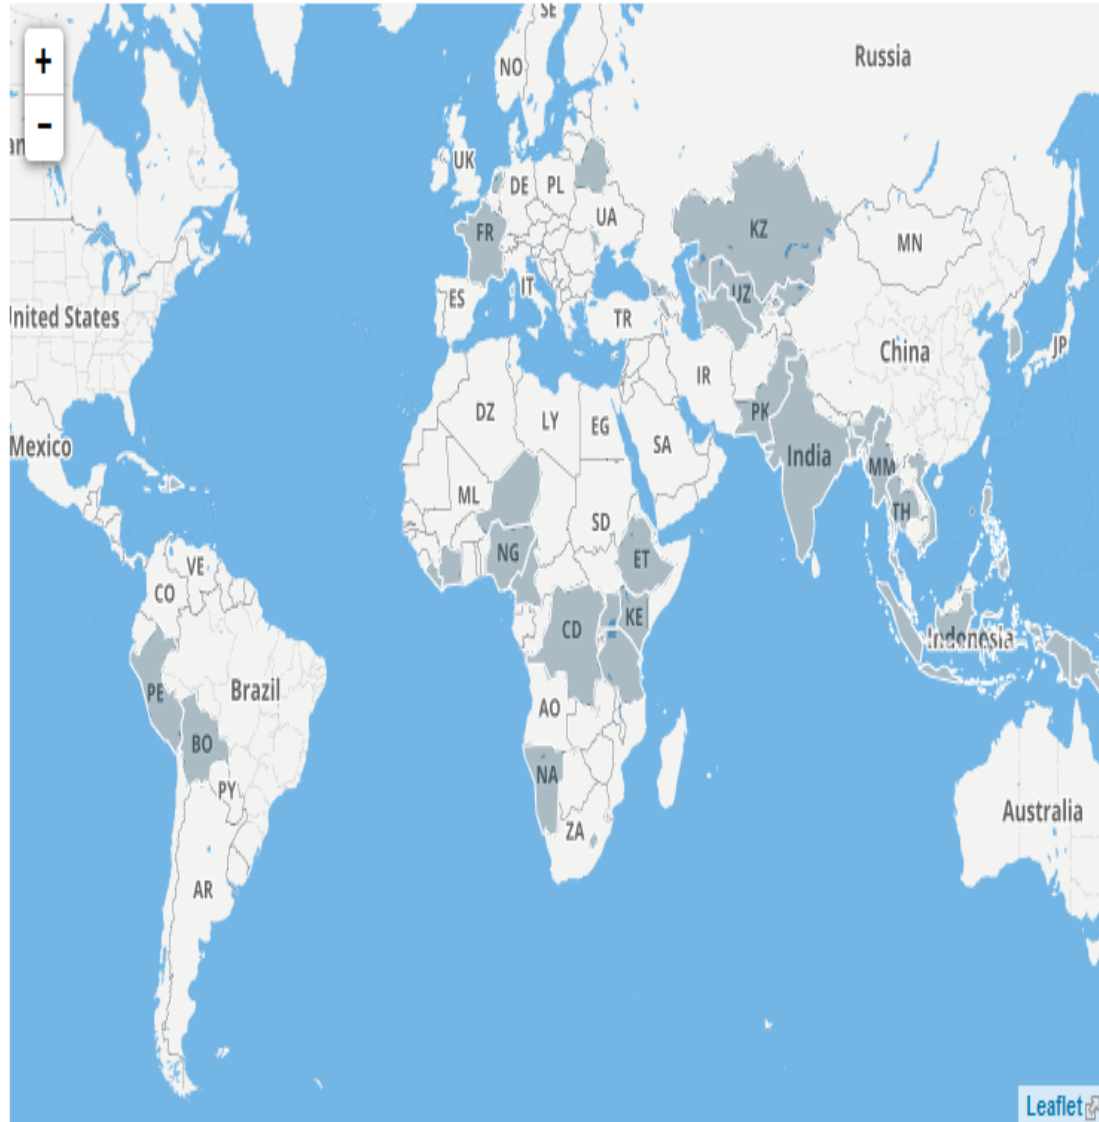 SE
+
Russia
NO
-
an
UK
DE
PL
UA
FR
KZ
MN
IT
ES
UZ
nited States
TR
JP
China
IR
PK
DZ
LY
EG
SA
Mexico
India
MM
ML
TH
SD
NG
ET
VE
CO
KE
CD
Indonesia
PE
Brazil
AO
BO
NA
PY
Australia
ZA
AR
Leaflet